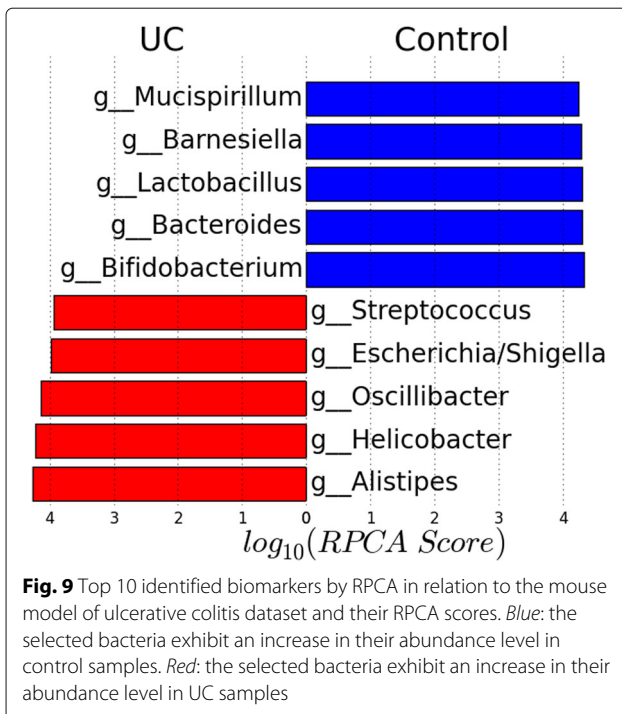 UC Control
g__Mucispirillum
g__Barnesiella
g__Lactobacillus
g__Bacteroides
g__Bifidobacterium
g__Streptococcus
g__Escherichia/Shigella
g__Oscillibacter
g__Helicobacter
g__Alistipes
4 3 2 1 0 1 2 3 4
log10(RPCA Score)
Fig. 9 Top 10 identified biomarkers by RPCA in relation to the mouse
model of ulcerative colitis dataset and their RPCA scores. Blue: the
selected bacteria exhibit an increase in their abundance level in
control samples. Red: the selected bacteria exhibit an increase in their
abundance level in UC samples